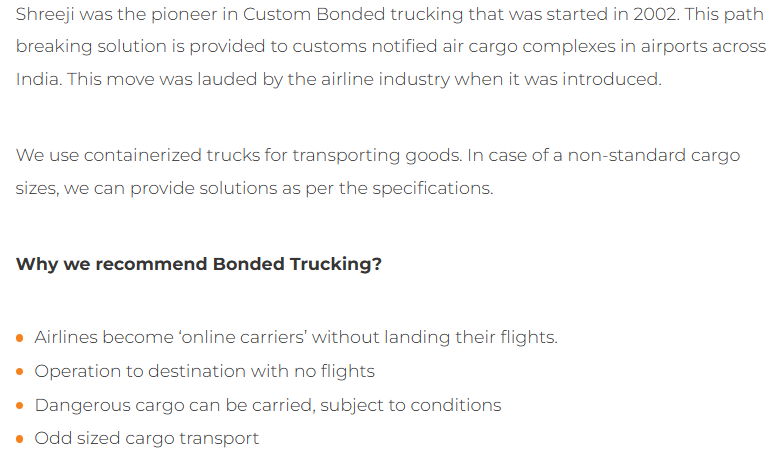 Shreeji was the pioneer in Custom Bonded trucking that was started in 2002. This path
breaking solution is provided to customs notified air cargo complexes in airports across
India. This move was lauded by the airline industry when it was introduced.
We use containerized trucks for transporting goods. In case of a non-standard cargo
sizes, we can provide solutions as per the specifications.
Why we recommend Bonded Trucking?
Airlines become ‘online carriers’ without landing their flights.
Operation to destination with no flights
Dangerous cargo can be carried, subject to conditions
Odd sized cargo transport